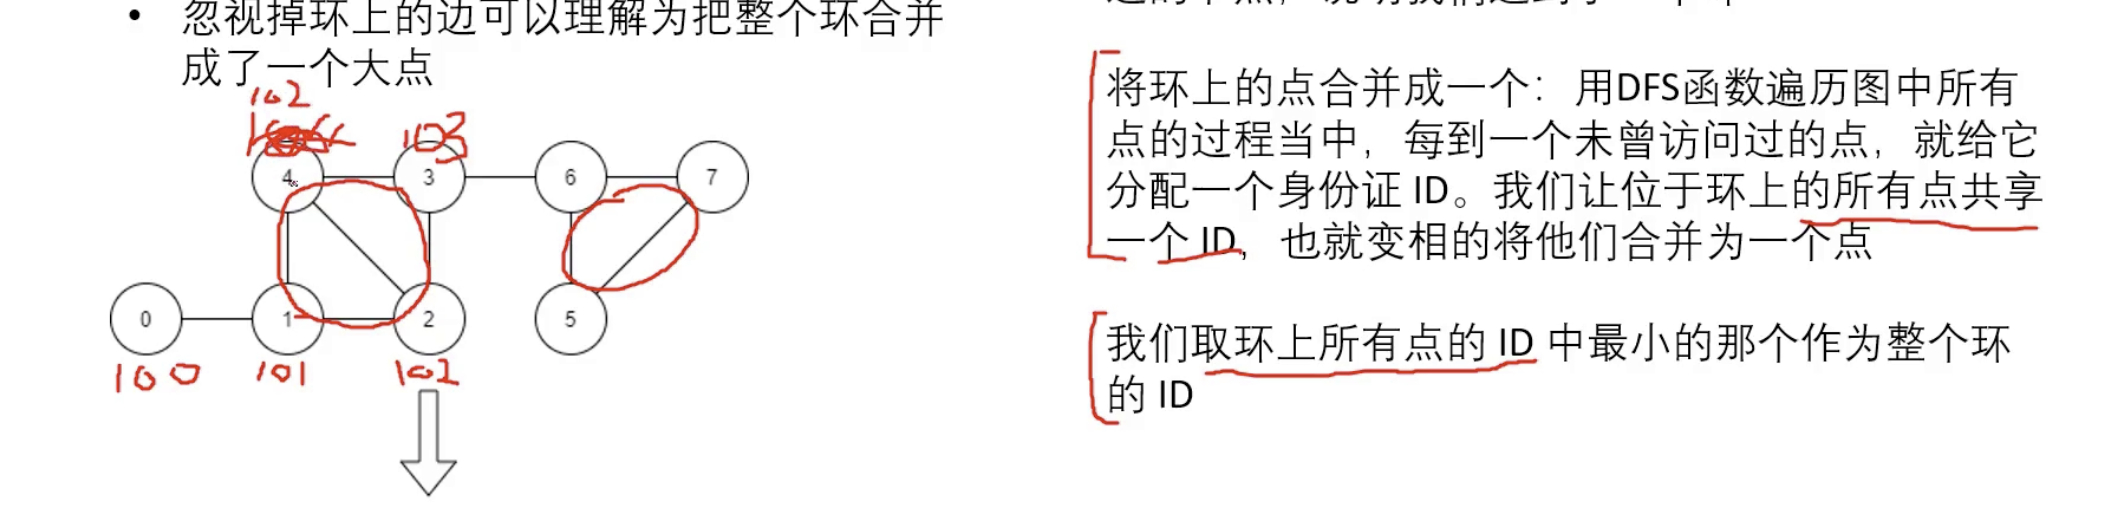 • 忽视掉环上的边可以理解为把整个环合并
成了一个大点
102
103
4
3
6
7
0
1
2
5
100
101
102
将环上的点合并成一个：用DFS函数遍历图中所有
点的过程当中，每到一个未曾访问过的点，就给它
分配一个身份证 ID。我们让位于环上的所有点共享
一个 ID，也就变相的将他们合并为一个点
我们取环上所有点的 ID 中最小的那个作为整个环
的 ID